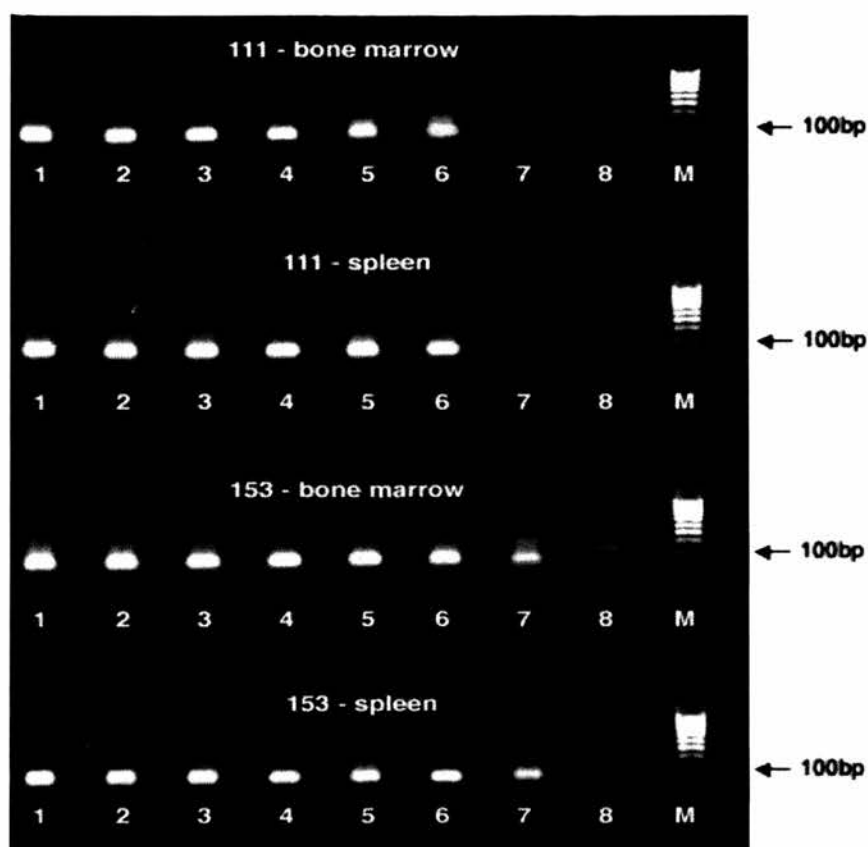 111 - bone marrow
← 100bp
1 2 3 4 5 6 7 8 M
111 - spleen
← 100bp
1 2 3 4 5 6 7 8 M
153 - bone marrow
← 100bp
1 2 3 4 5 6 7 8 M
153 - spleen
← 100bp
1 2 3 4 5 6 7 8 M